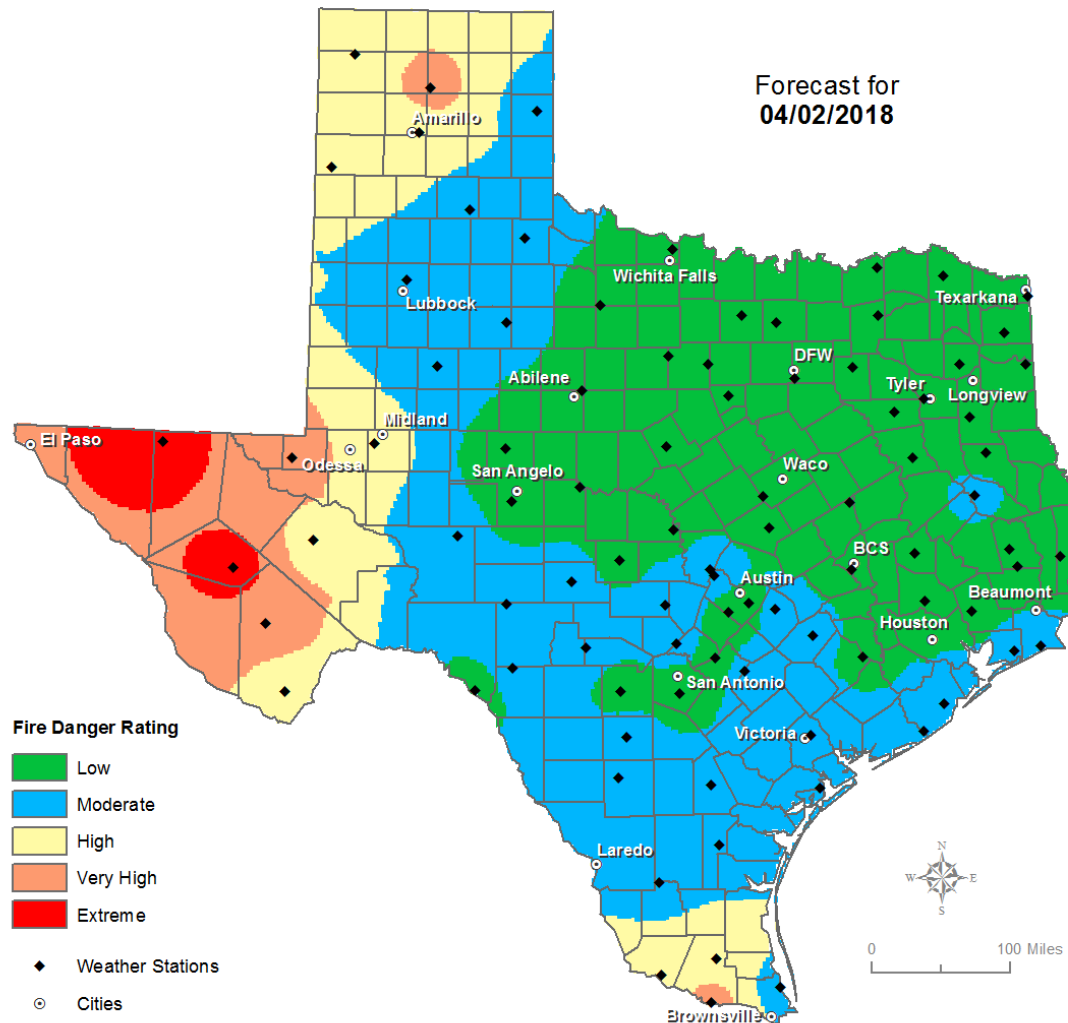 Forecast for
04/02/2018
Amarillo
Wichita Falls
Lubbock
Texarkana
DFW
Abilene
Tyler
Longview
Midland
El Paso
Odessa
San Angelo
Waco
BCS
Austin
Beaumont
Houston
San Antonio
Fire Danger Rating
Victoria
Low
Moderate
High
Laredo
Very High
N
W E
S
Extreme
0 100 Miles
Weather Stations
Cities
Brownsville